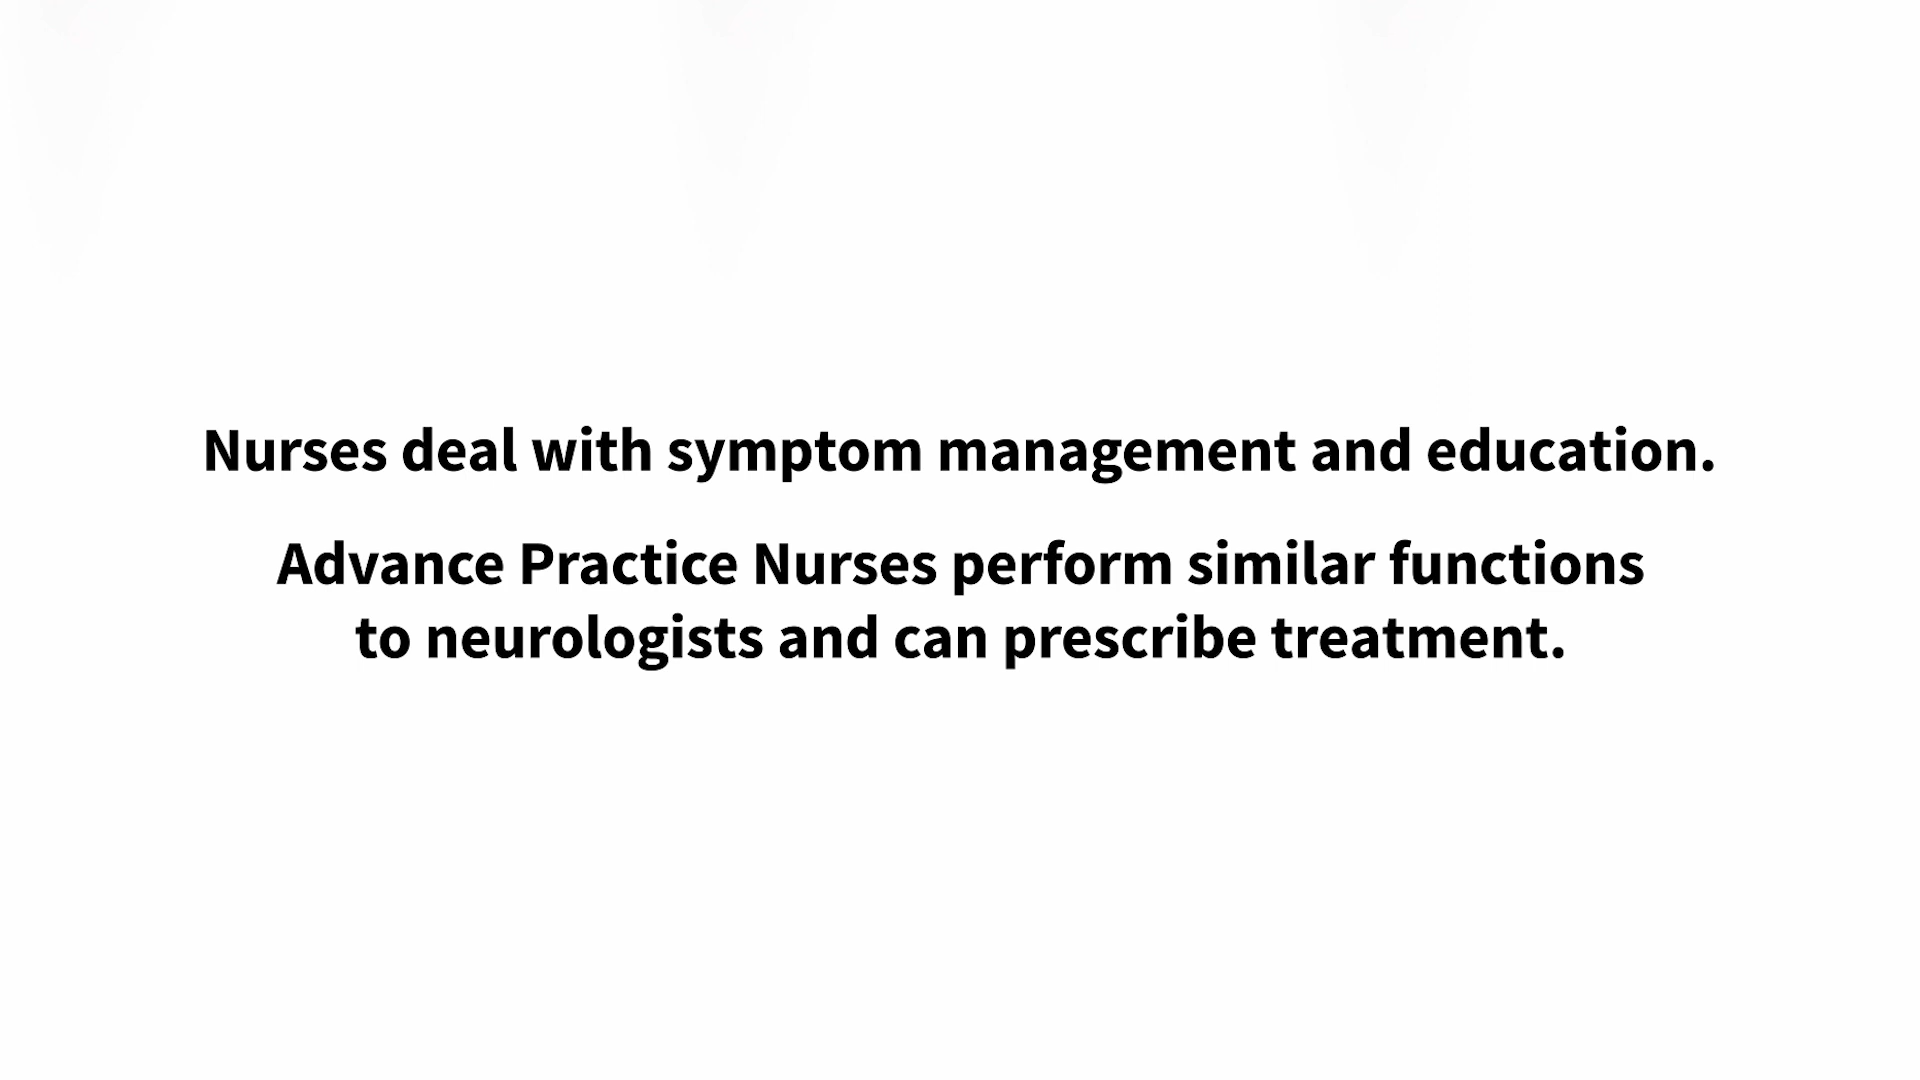 Nurses deal with symptom management and education.
Advance Practice Nurses perform similar functions
to neurologists and can prescribe treatment.